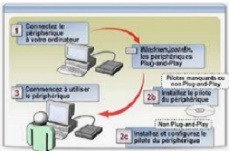 1 Connectez le
périphérique
à votre ordinateur
les périphériques
Plug-and-Play
Pilotes manquants ou
non Plug-and-Play
2b Installez le pilote
du périphérique
3 Commencez à utiliser
le périphérique
Non Plug-and-Play
2c Installez et configurez le
pilote du périphérique